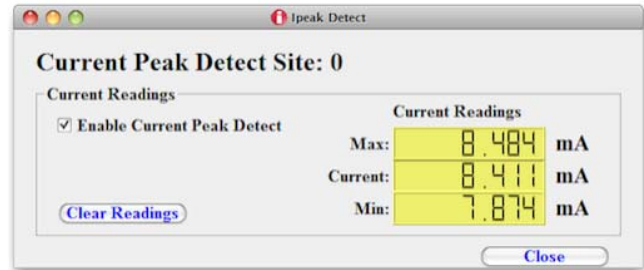 Ipeak Detect
Current Peak Detect Site: 0
Current Readings
Enable Current Peak Detect
Current Readings
Max: 8.484 mA
Current: 8.411 mA
Min: 7.874 mA
Clear Readings
Close